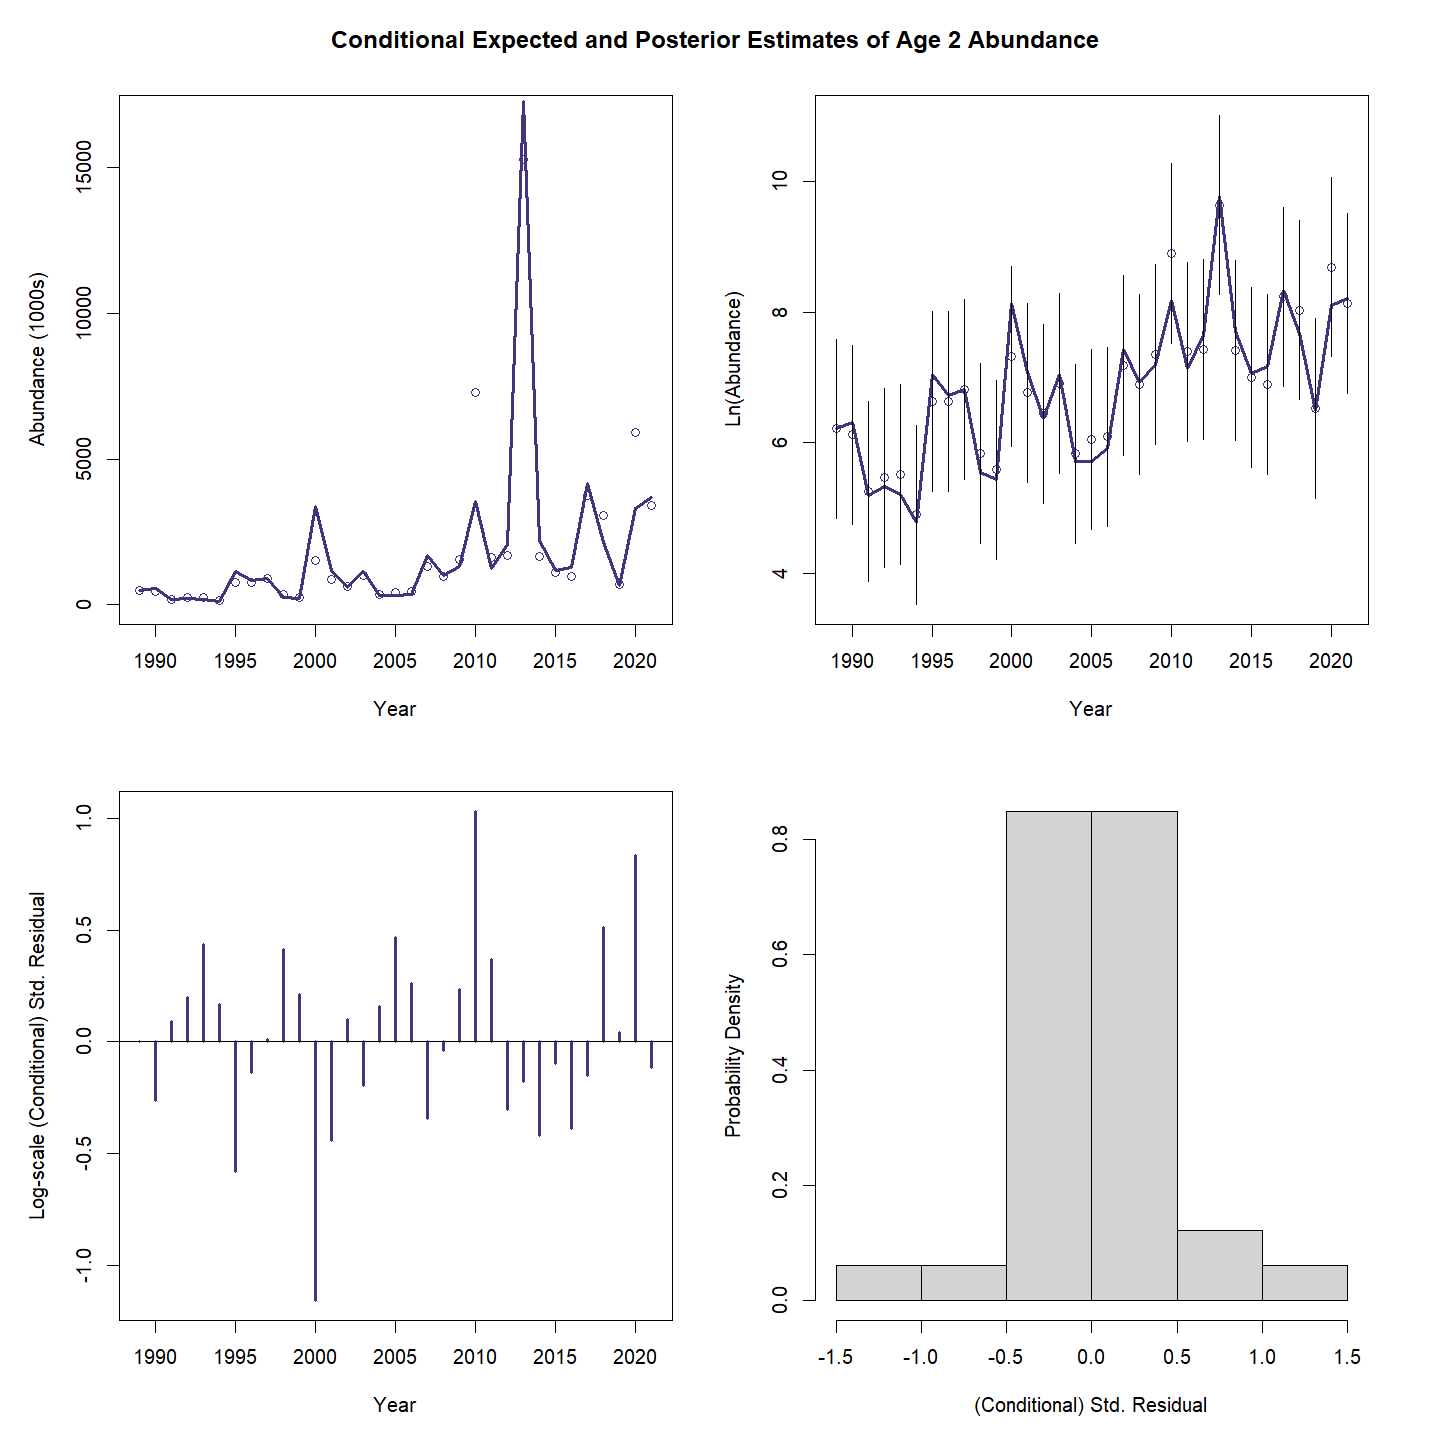 Conditional Expected and Posterior Estimates of Age 2 Abundance
Abundance (1000s)
15000
10000
5000
0
1990 1995 2000 2005 2010 2015 2020
Year
Ln(Abundance)
10
8
6
4
1990 1995 2000 2005 2010 2015 2020
Year
Log-scale (Conditional) Std. Residual
1.0
0.5
0.0
-0.5
-1.0
1990 1995 2000 2005 2010 2015 2020
Year
Probability Density
0.8
0.6
0.4
0.2
0.0
-1.5 -1.0 -0.5 0.0 0.5 1.0 1.5
(Conditional) Std. Residual